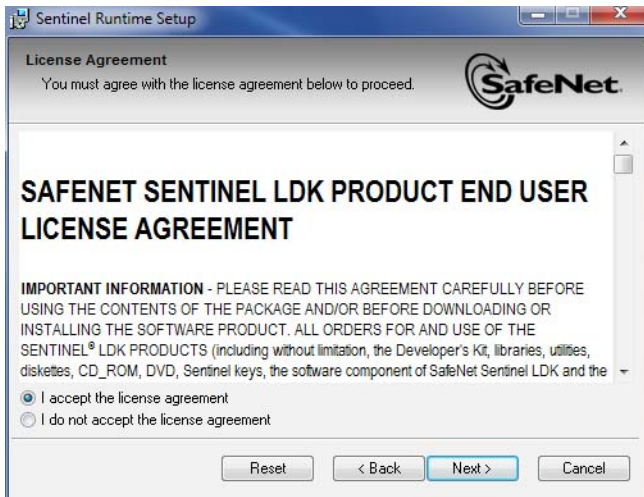 Sentinel Runtime Setup
License Agreement
You must agree with the license agreement below to proceed.
SafeNet.
SAFENET SENTINEL LDK PRODUCT END USER
LICENSE AGREEMENT
IMPORTANT INFORMATION - PLEASE READ THIS AGREEMENT CAREFULLY BEFORE
USING THE CONTENTS OF THE PACKAGE AND/OR BEFORE DOWNLOADING OR
INSTALLING THE SOFTWARE PRODUCT. ALL ORDERS FOR AND USE OF THE
SENTINEL® LDK PRODUCTS (including without limitation, the Developer's Kit, libraries, utilities,
diskettes, CD_ROM, DVD, Sentinel keys, the software component of SafeNet Sentinel LDK and the
I accept the license agreement
I do not accept the license agreement
Reset < Back Next > Cancel